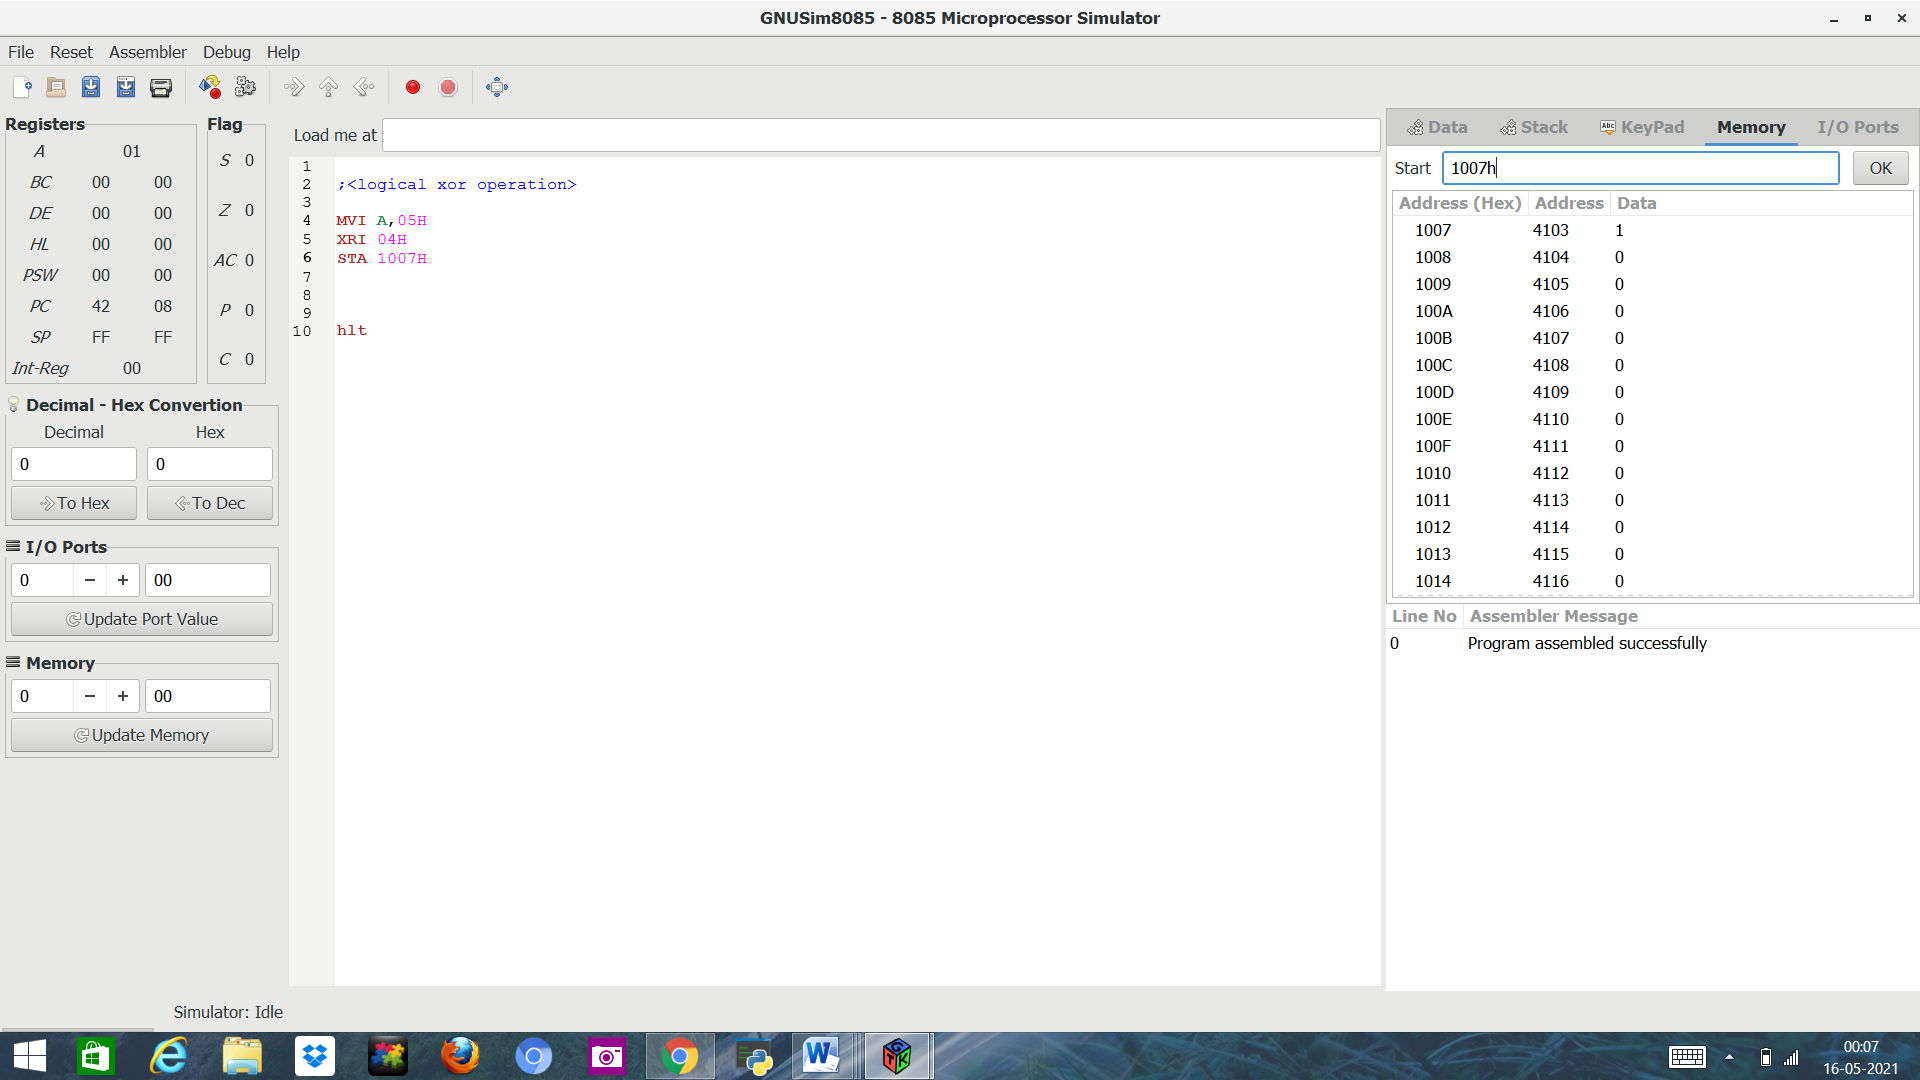 GNUSim8085 - 8085 Microprocessor Simulator
File Reset Assembler Debug Help
Registers
A 01
BC 00 00
DE 00 00
HL 00 00
PSW 00 00
PC 42 08
SP FF FF
Int-Reg 00
Flag
S 0
Z 0
AC 0
P 0
C 0
Decimal - Hex Convertion
Decimal Hex
0 0
To Hex To Dec
I/O Ports
0 − + 00
Update Port Value
Memory
0 − + 00
Update Memory
Load me at
1
2 ;<logical xor operation>
3
4 MVI A,05H
5 XRI 04H
6 STA 1007H
7
8
9
10 hlt
Data Stack Abc KeyPad Memory I/O Ports
Start 1007h OK
Address (Hex) Address Data
1007 4103 1
1008 4104 0
1009 4105 0
100A 4106 0
100B 4107 0
100C 4108 0
100D 4109 0
100E 4110 0
100F 4111 0
1010 4112 0
1011 4113 0
1012 4114 0
1013 4115 0
1014 4116 0
Line No Assembler Message
0 Program assembled successfully
Simulator: Idle
W
GTK
00:07
16-05-2021